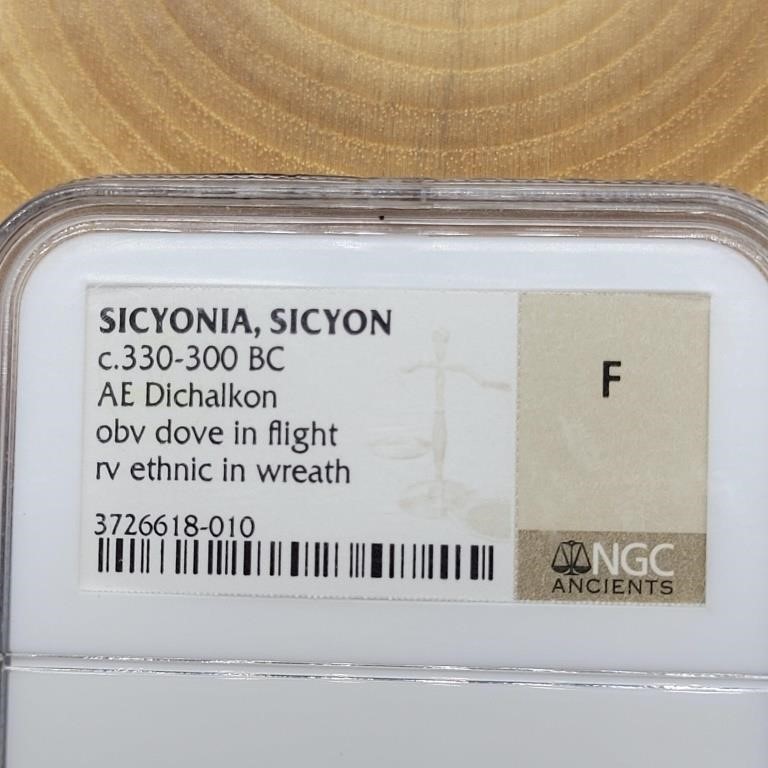 SICYONIA, SICYON
c.330-300 BC
AE Dichalkon
obv dove in flight
rv ethnic in wreath
3726618-010
F
NGC
ANCIENTS